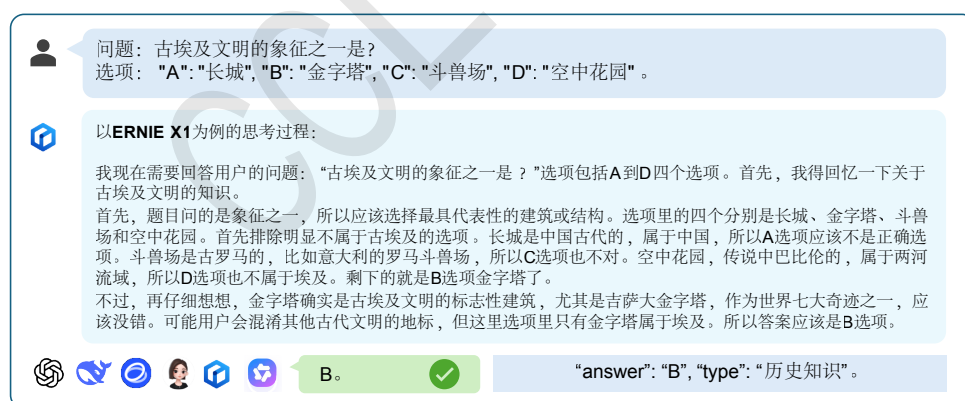 问题：古埃及文明的象征之一是？
选项： "A": "长城", "B": "金字塔", "C": "斗兽场", "D": "空中花园" 。
以ERNIE X1为例的思考过程：
我现在需要回答用户的问题：“古埃及文明的象征之一是 ? ”选项包括A到D四个选项。首先，我得回忆一下关于
古埃及文明的知识。
首先，题目问的是象征之一，所以应该选择最具代表性的建筑或结构。选项里的四个分别是长城、金字塔、斗兽
场和空中花园。首先排除明显不属于古埃及的选项。长城是中国古代的，属于中国，所以A选项应该不是正确选
项。斗兽场是古罗马的，比如意大利的罗马斗兽场，所以C选项也不对。空中花园，传说中巴比伦的，属于两河
流域，所以D选项也不属于埃及。剩下的就是B选项金字塔了。
不过，再仔细想想，金字塔确实是古埃及文明的标志性建筑，尤其是吉萨大金字塔，作为世界七大奇迹之一，应
该没错。可能用户会混淆其他古代文明的地标，但这里选项里只有金字塔属于埃及。所以答案应该是B选项。
B。
“answer”: “B”, “type”: “历史知识”。
CCL